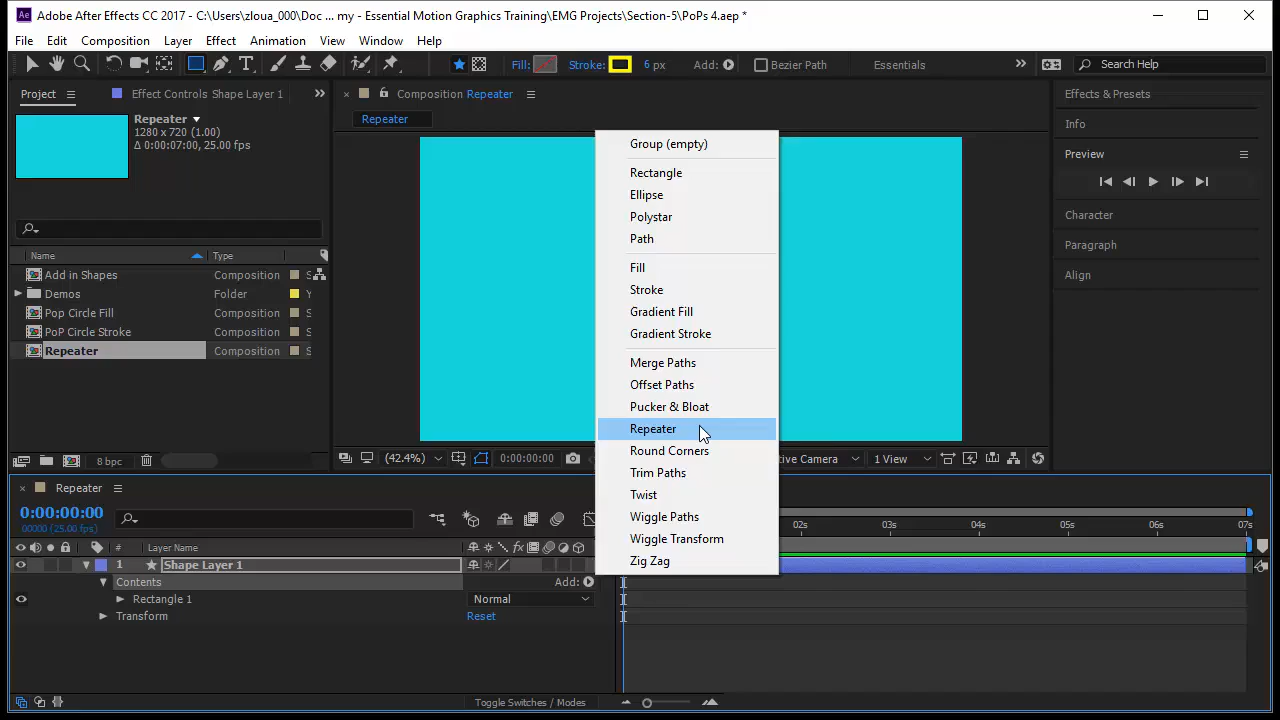 Adobe After Effects CC 2017 - C:\Users\zloua_000\Doc ... my - Essential Motion Graphics Training\EMG Projects\Section-5\PoPs 4.aep *
File Edit Composition Layer Effect Animation View Window Help
Fill: Stroke: 6 px Add: Bezier Path Essentials Search Help
Project Effect Controls Shape Layer 1 Composition Repeater Effects & Presets
Repeater
1280 x 720 (1.00)
Δ 0:00:07:00, 25.00 fps
Repeater
Info
Preview
Character
Paragraph
Align
Name Type
Add in Shapes Composition S
Demos Folder Y
Pop Circle Fill Composition S
PoP Circle Stroke Composition S
Repeater Composition S
8 bpc
Group (empty)
Rectangle
Ellipse
Polystar
Path
Fill
Stroke
Gradient Fill
Gradient Stroke
Merge Paths
Offset Paths
Pucker & Bloat
Repeater
Round Corners
Trim Paths
Twist
Wiggle Paths
Wiggle Transform
Zig Zag
(42.4%) 0:00:00:00 tive Camera 1 View
Repeater
0:00:00:00
00000 (25.00 fps)
02s 03s 04s 05s 06s 07s
# Layer Name
1 Shape Layer 1
Contents Add:
Rectangle 1 Normal
Transform Reset
Toggle Switches / Modes